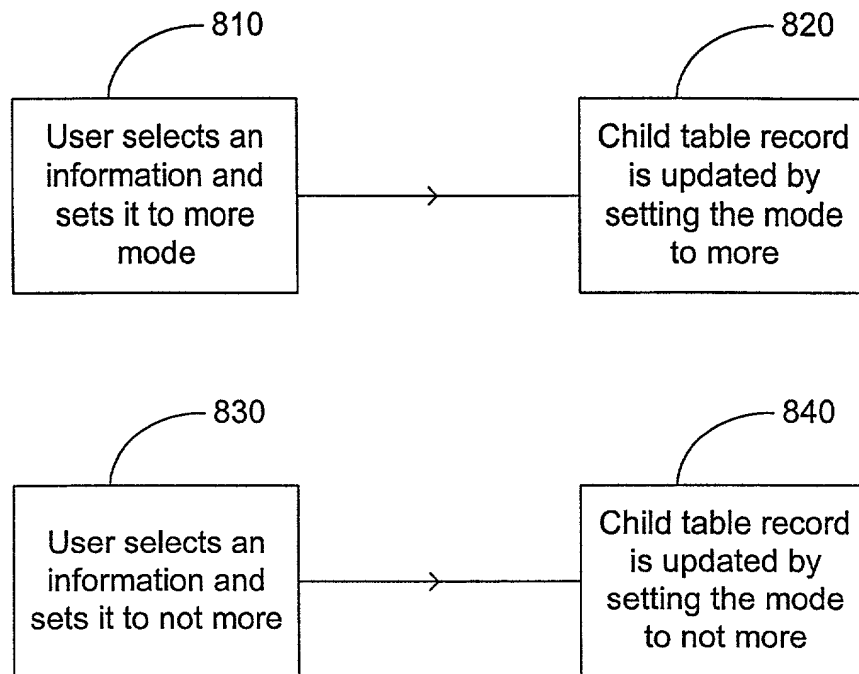 810
820
User selects an
information and
sets it to more
mode
Child table record
is updated by
setting the mode
to more
830
840
User selects an
information and
sets it to not more
Child table record
is updated by
setting the mode
to not more